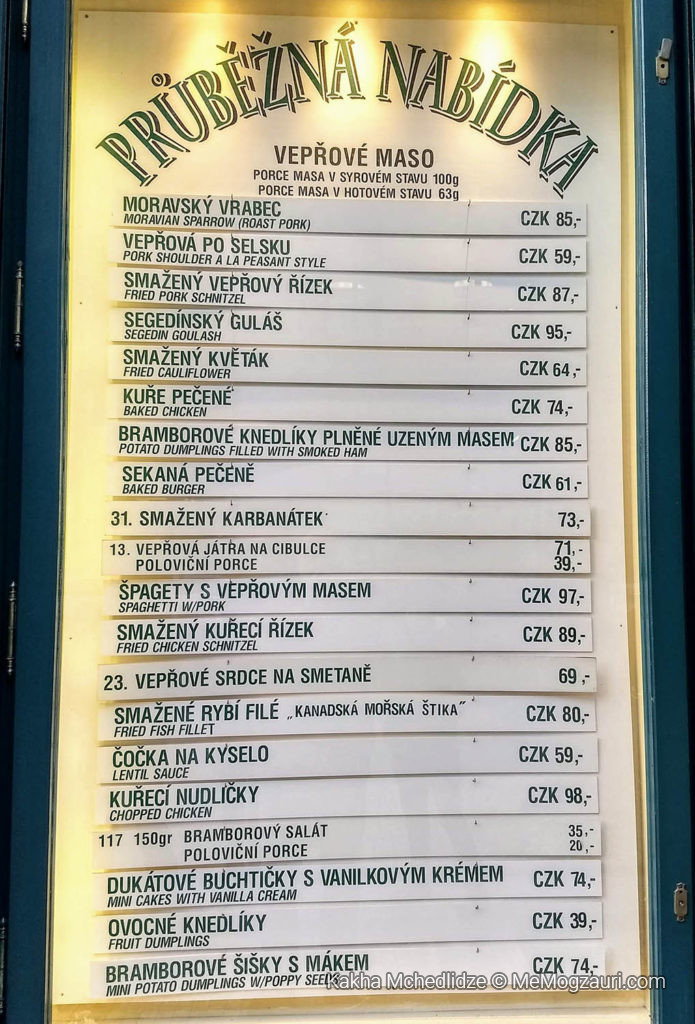 PRŮBĚŽNÁ NABÍDKA
VEPŘOVÉ MASO
PORCE MASA V SYROVÉM STAVU 100g
PORCE MASA V HOTOVÉM STAVU 63g
MORAVSKÝ VRABEC CZK 85,-
MORAVIAN SPARROW (ROAST PORK)
VEPŘOVÁ PO SELSKU CZK 59,-
PORK SHOULDER A LA PEASANT STYLE
SMAŽENÝ VEPŘOVÝ ŘÍZEK CZK 87,-
FRIED PORK SCHNITZEL
SEGEDÍNSKÝ GULÁŠ CZK 95,-
SEGEDIN GOULASH
SMAŽENÝ KVĚTÁK CZK 64,-
FRIED CAULIFLOWER
KUŘE PEČENÉ CZK 74,-
BAKED CHICKEN
BRAMBOROVÉ KNEDLÍKY PLNĚNÉ UZENÝM MASEM CZK 85,-
POTATO DUMPLINGS FILLED WITH SMOKED HAM
SEKANÁ PEČENĚ CZK 61,-
BAKED BURGER
31. SMAŽENÝ KARBANÁTEK 73,-
13. VEPŘOVÁ JÁTRA NA CIBULCE 71,-
POLOVIČNÍ PORCE 39,-
ŠPAGETY S VEPŘOVÝM MASEM CZK 97,-
SPAGHETTI W/PORK
SMAŽENÝ KUŘECÍ ŘÍZEK CZK 89,-
FRIED CHICKEN SCHNITZEL
23. VEPŘOVÉ SRDCE NA SMETANĚ 69,-
SMAŽENÉ RYBÍ FILÉ „KANADSKÁ MOŘSKÁ ŠTIKA" CZK 80,-
FRIED FISH FILLET
ČOČKA NA KYSELO CZK 59,-
LENTIL SAUCE
KUŘECÍ NUDLIČKY CZK 98,-
CHOPPED CHICKEN
117 150gr BRAMBOROVÝ SALÁT 35,-
POLOVIČNÍ PORCE 20,-
DUKÁTOVÉ BUCHTIČKY S VANILKOVÝM KRÉMEM CZK 74,-
MINI CAKES WITH VANILLA CREAM
OVOCNÉ KNEDLÍKY CZK 39,-
FRUIT DUMPLINGS
BRAMBOROVÉ ŠIŠKY S MÁKEM CZK 74,-
MINI POTATO DUMPLINGS W/POPPY SEEDS
Kakha Mchedlidze © MeMogzauri.com